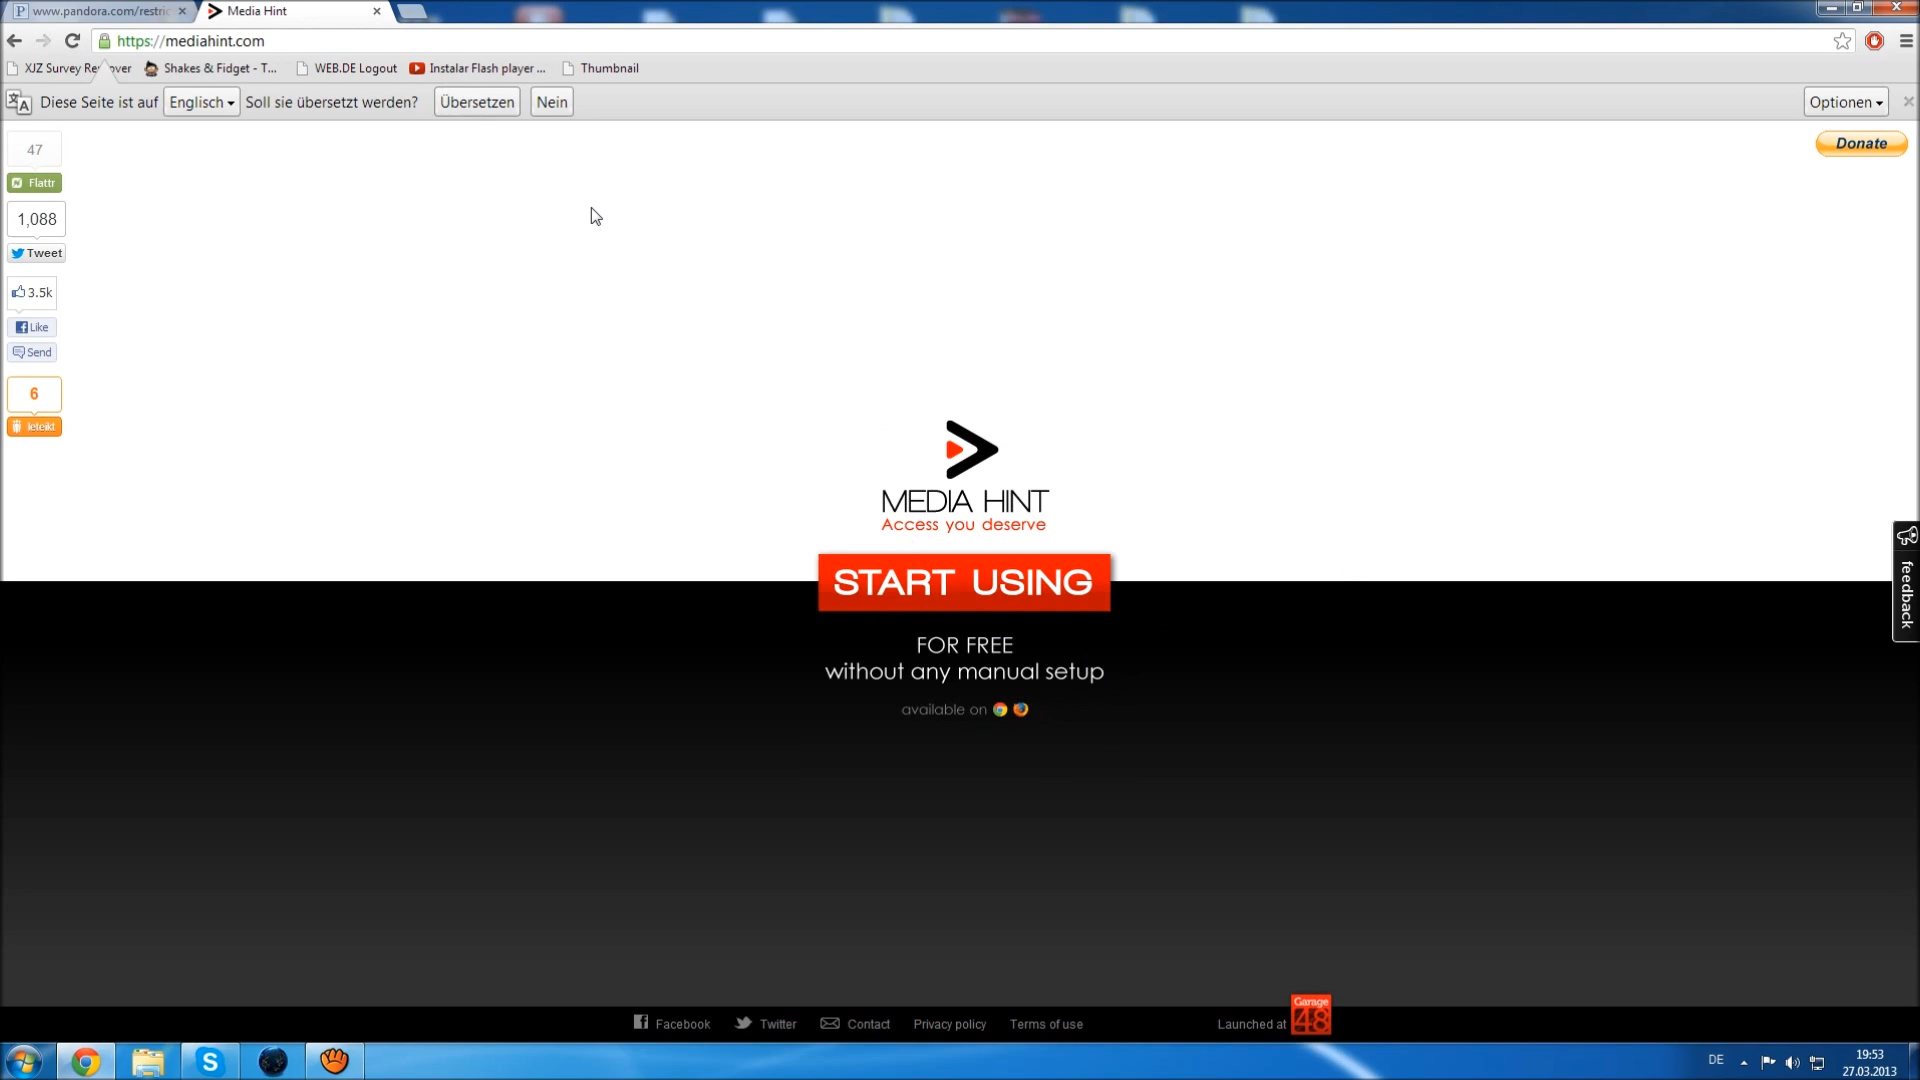 www.pandora.com/restric
Media Hint
https://mediahint.com
XJZ Survey Remover
Shakes & Fidget - T...
WEB.DE Logout
Instalar Flash player ...
Thumbnail
Diese Seite ist auf Englisch Soll sie übersetzt werden? Übersetzen Nein Optionen
47
Donate
Flattr
1,088
Tweet
3.5k
Like
Send
6
MEDIA HINT
Access you deserve
START USING
feedback
FOR FREE
without any manual setup
available on
Facebook Twitter Contact Privacy policy Terms of use Launched at Garage 48
DE
19:53
27.03.2013